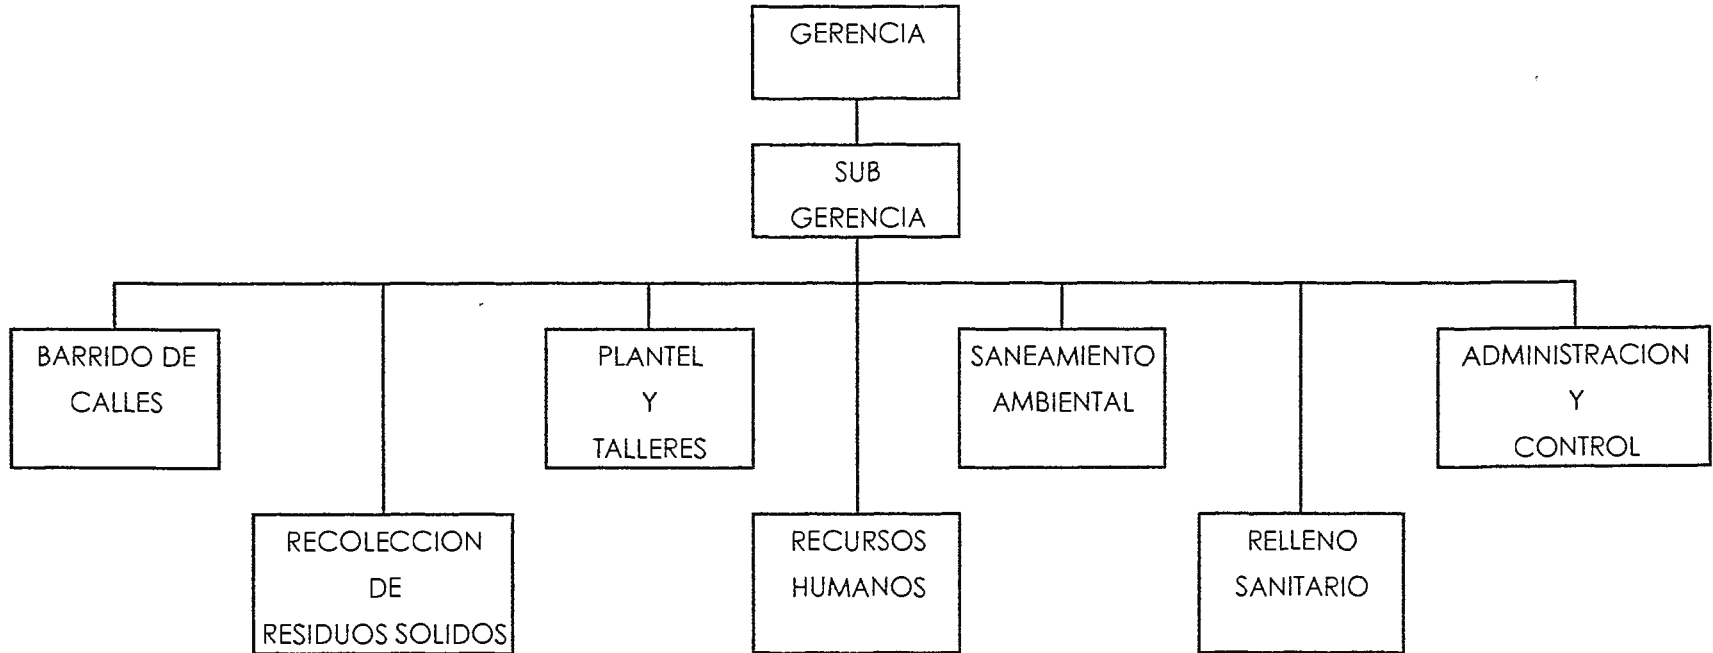 GERENCIA
SUB
GERENCIA
BARRIDO DE
CALLES
PLANTEL
Y
TALLERES
SANEAMIENTO
AMBIENTAL
ADMINISTRACION
Y
CONTROL
RECOLECCION
DE
RESIDUOS SOLIDOS
RECURSOS
HUMANOS
RELLENO
SANITARIO